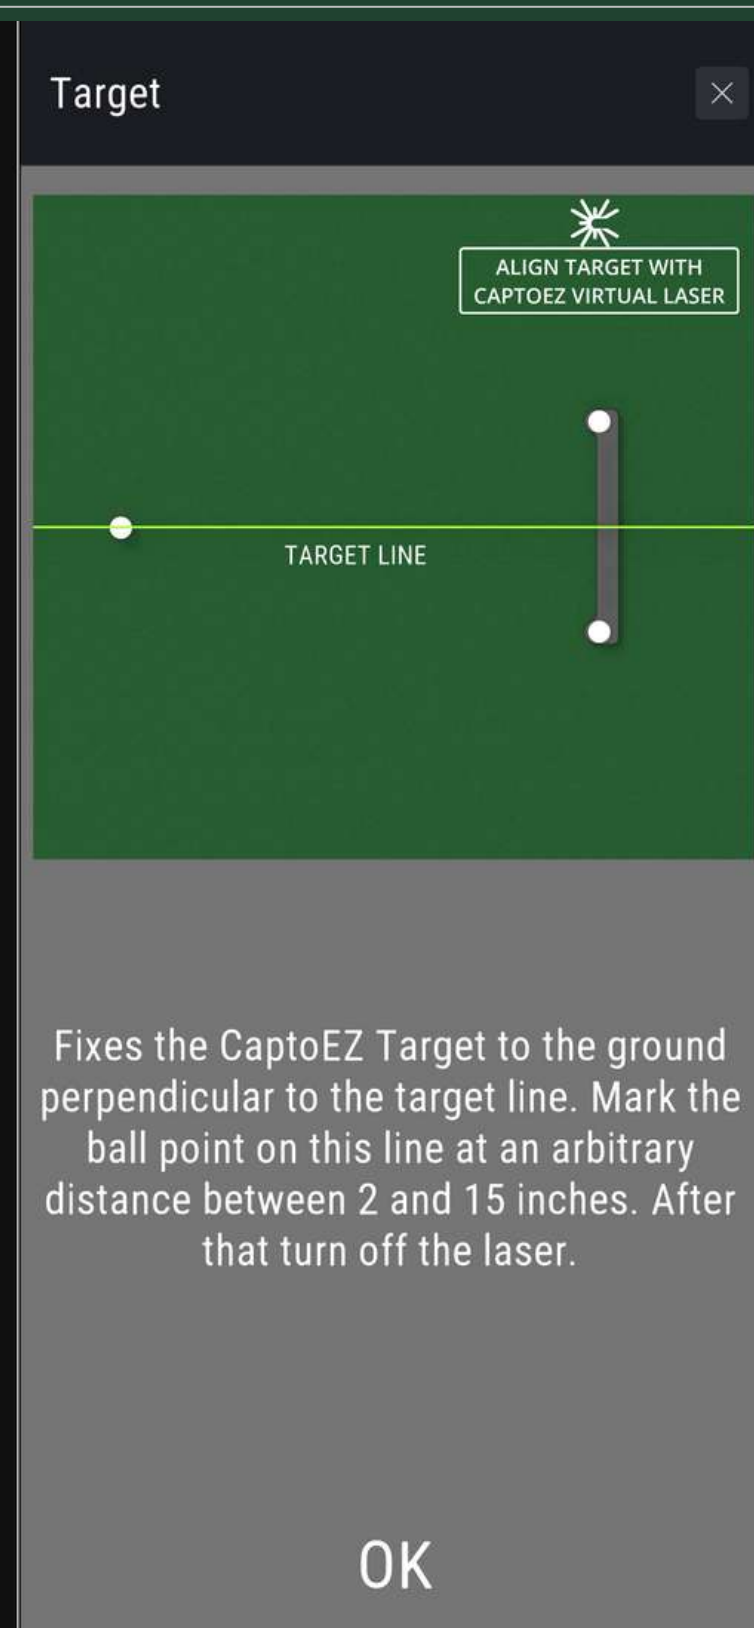 Target
ALIGN TARGET WITH
CAPTOEZ VIRTUAL LASER
TARGET LINE
Fixes the CaptoEZ Target to the ground
perpendicular to the target line. Mark the
ball point on this line at an arbitrary
distance between 2 and 15 inches. After
that turn off the laser.
OK